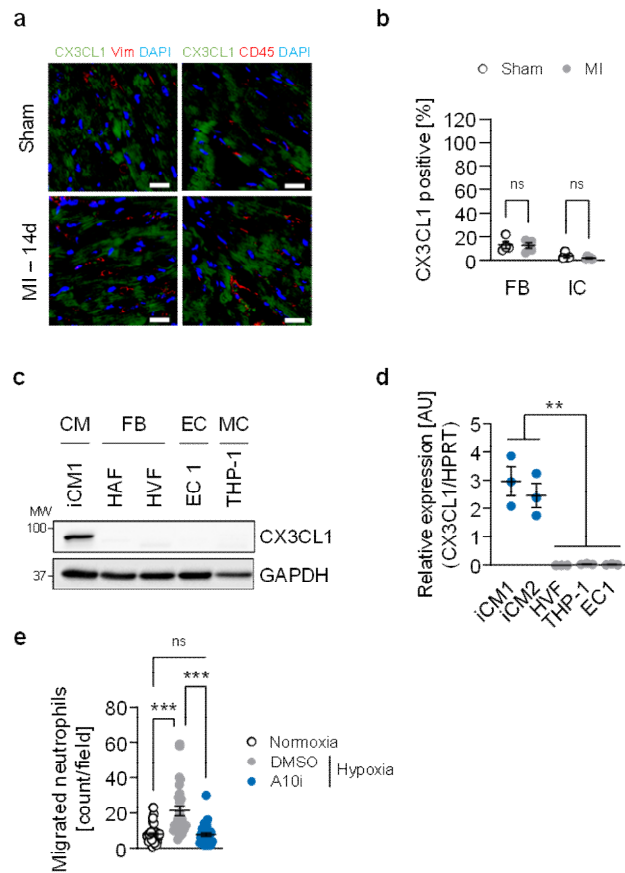 a
CX3CL1 Vim DAPI
CX3CL1 CD45 DAPI
Sham
MI – 14d
b
Sham
MI
CX3CL1 positive [%]
120
100
80
60
40
20
0
ns
ns
FB
IC
c
CM
FB
EC
MC
iCM1
HAF
HVF
EC 1
THP-1
MW
100
CX3CL1
37
GAPDH
d
Relative expression [AU]
(CX3CL1/HPRT)
**
5
4
3
2
1
0
iCM1
iCM2
HVF
THP-1
EC1
e
ns
***
***
Migrated neutrophils
[count/field]
80
60
40
20
0
Normoxia
DMSO
A10i
Hypoxia